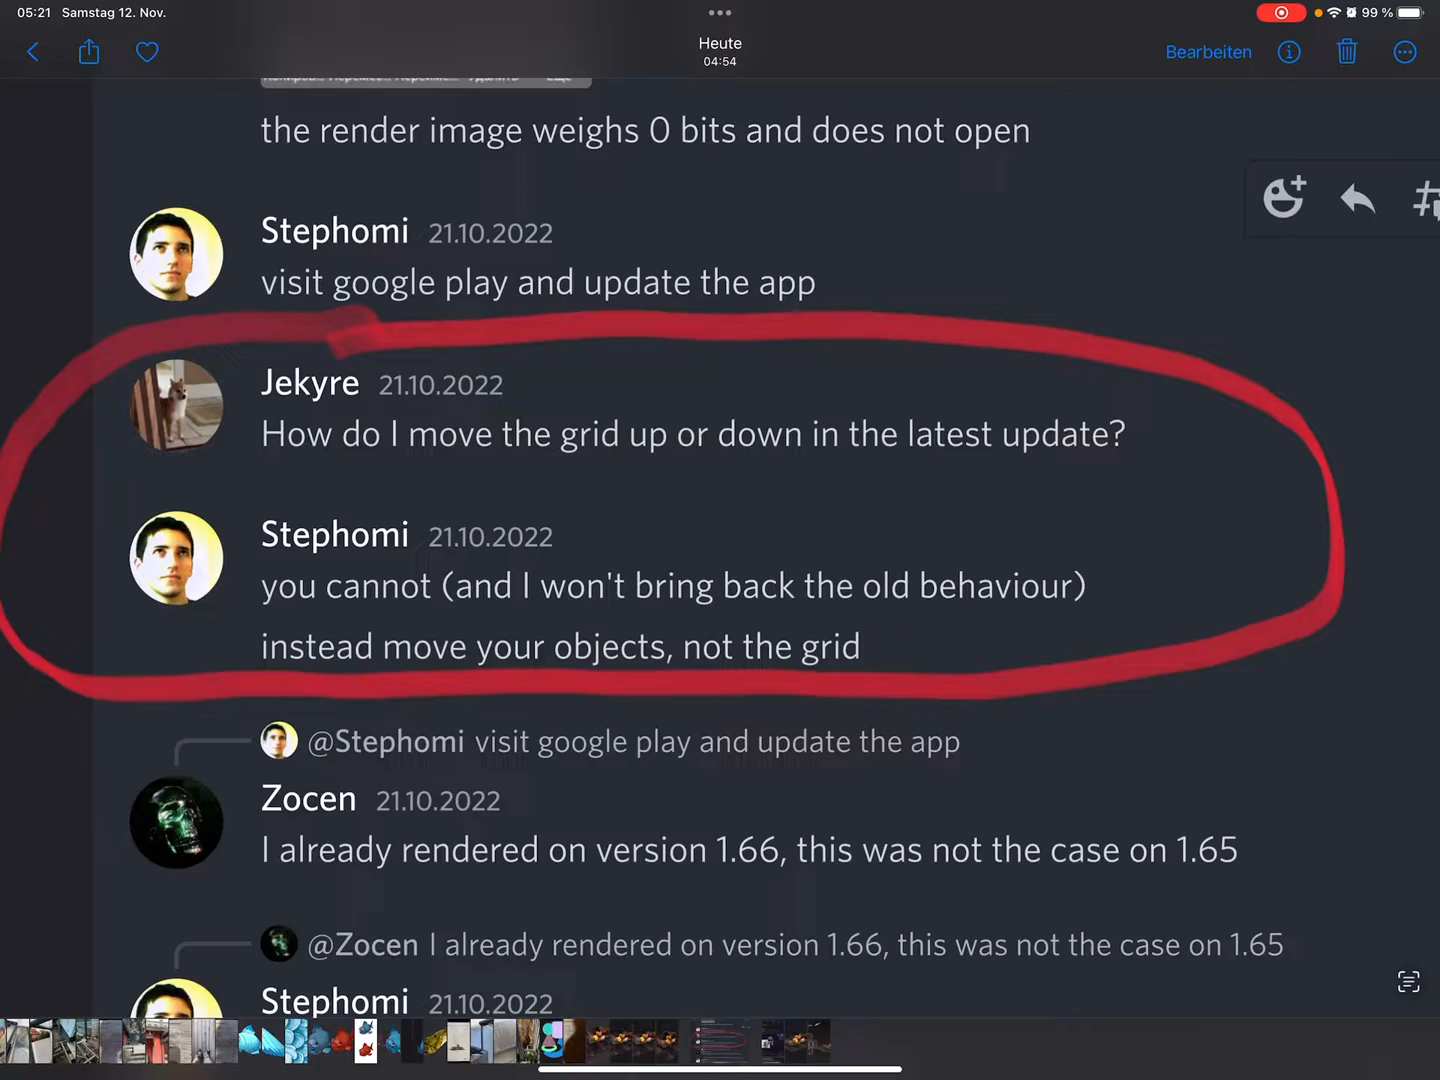 05:21 Samstag 12. Nov.
99 %
Heute
04:54
Bearbeiten
the render image weighs 0 bits and does not open
Stephomi 21.10.2022
visit google play and update the app
Jekyre 21.10.2022
How do I move the grid up or down in the latest update?
Stephomi 21.10.2022
you cannot (and I won't bring back the old behaviour)
instead move your objects, not the grid
@Stephomi visit google play and update the app
Zocen 21.10.2022
I already rendered on version 1.66, this was not the case on 1.65
@Zocen I already rendered on version 1.66, this was not the case on 1.65
Stephomi 21.10.2022